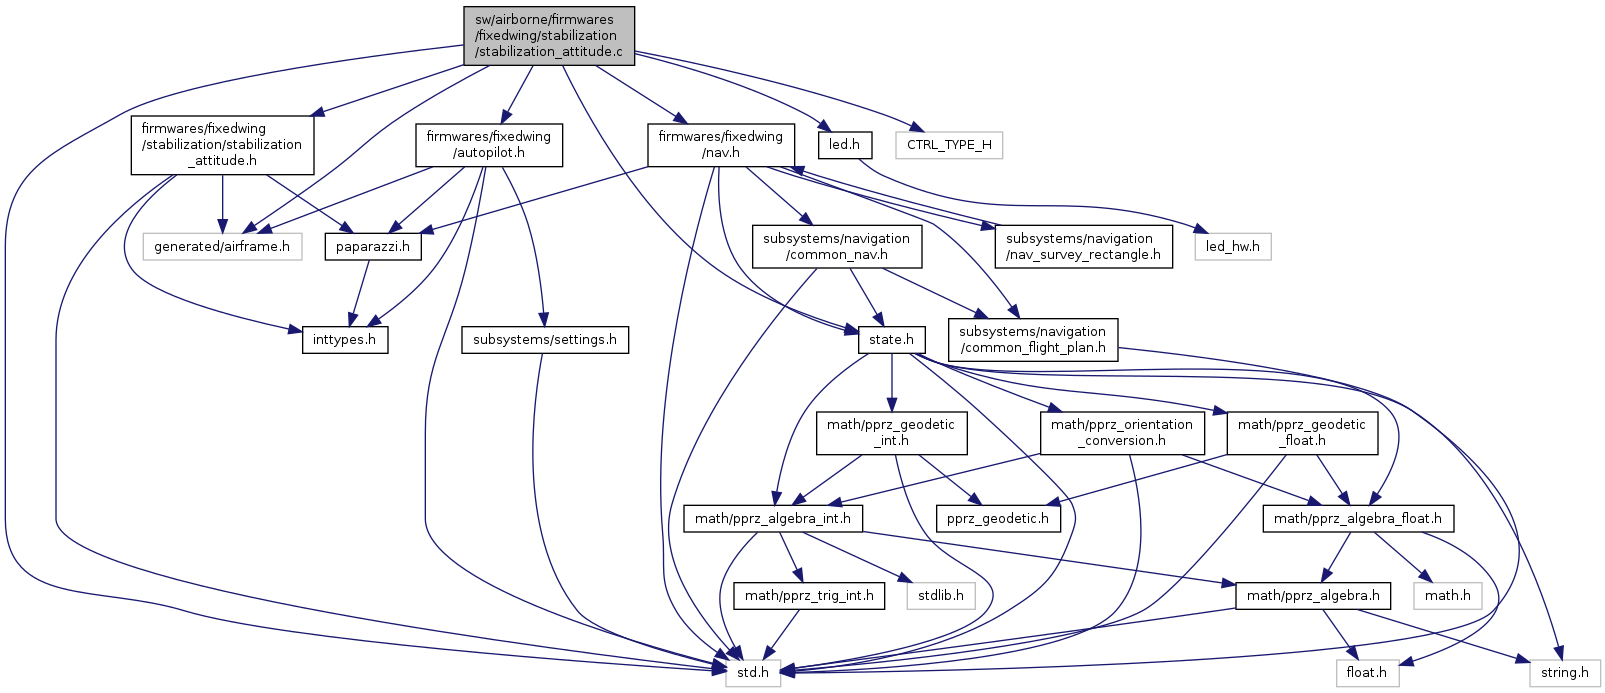 sw/airborne/firmwares
/fixedwing/stabilization
/stabilization_attitude.c
firmwares/fixedwing
/stabilization/stabilization
_attitude.h
firmwares/fixedwing
/autopilot.h
firmwares/fixedwing
/nav.h
led.h
CTRL_TYPE_H
generated/airframe.h
paparazzi.h
subsystems/navigation
/common_nav.h
subsystems/navigation
/nav_survey_rectangle.h
led_hw.h
inttypes.h
subsystems/settings.h
state.h
subsystems/navigation
/common_flight_plan.h
math/pprz_geodetic
_int.h
math/pprz_orientation
_conversion.h
math/pprz_geodetic
_float.h
math/pprz_algebra_int.h
pprz_geodetic.h
math/pprz_algebra_float.h
math/pprz_trig_int.h
stdlib.h
math/pprz_algebra.h
math.h
std.h
float.h
string.h